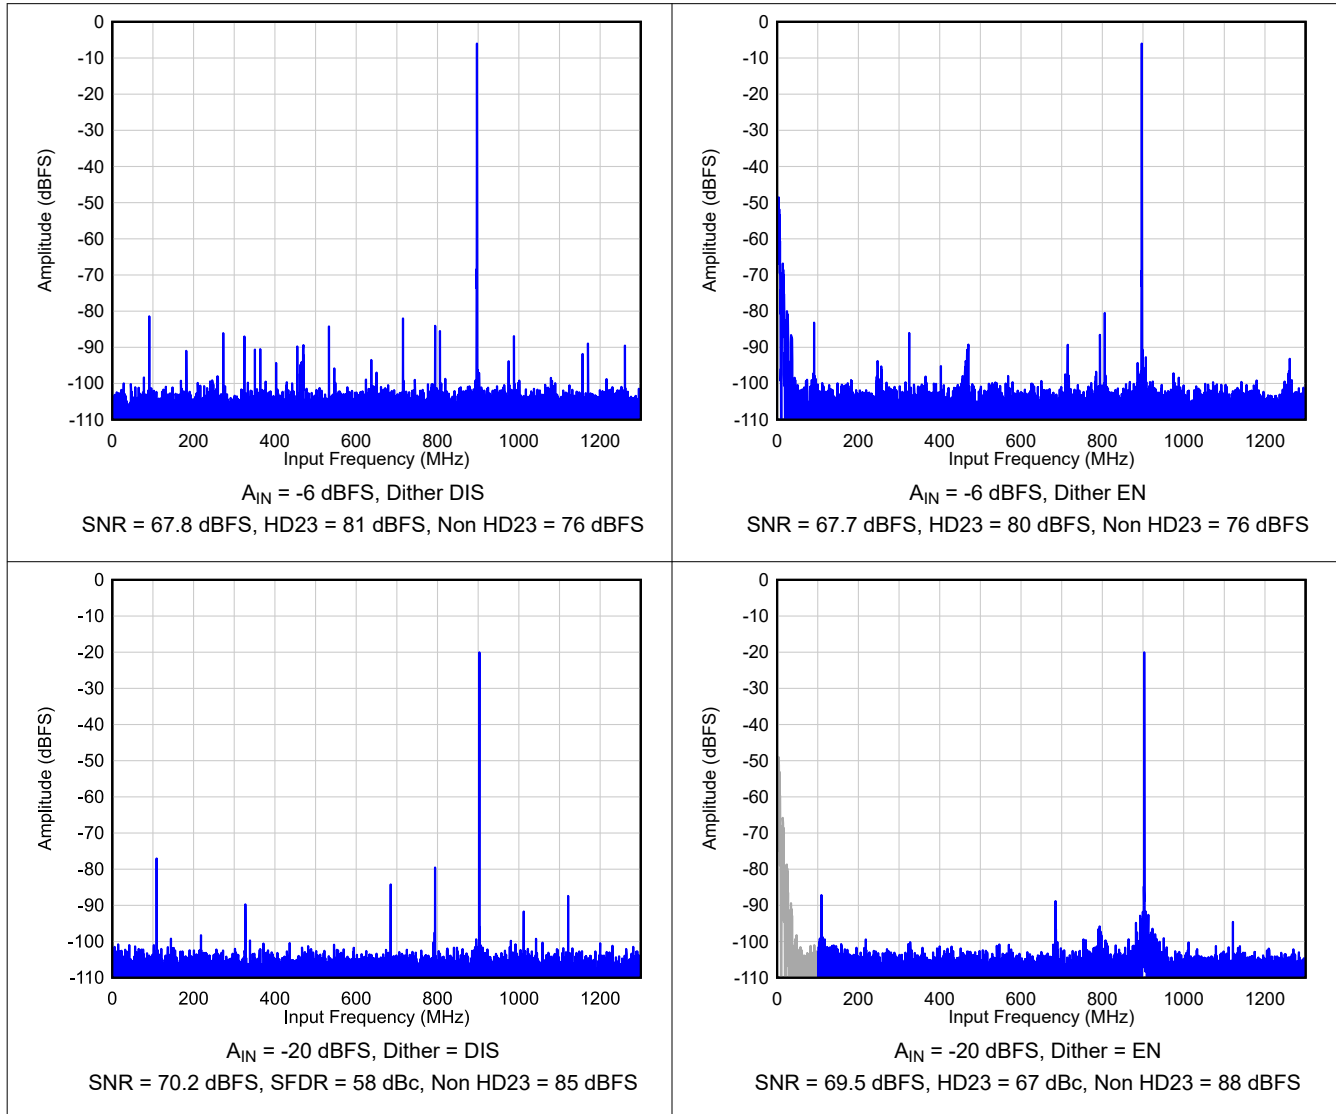 0
-10
-20
-30
-40
-50
-60
-70
-80
-90
-100
-110
Amplitude (dBFS)
0 200 400 600 800 1000 1200
Input Frequency (MHz)
A_IN = -6 dBFS, Dither DIS
SNR = 67.8 dBFS, HD23 = 81 dBFS, Non HD23 = 76 dBFS
0
-10
-20
-30
-40
-50
-60
-70
-80
-90
-100
-110
Amplitude (dBFS)
0 200 400 600 800 1000 1200
Input Frequency (MHz)
A_IN = -6 dBFS, Dither EN
SNR = 67.7 dBFS, HD23 = 80 dBFS, Non HD23 = 76 dBFS
0
-10
-20
-30
-40
-50
-60
-70
-80
-90
-100
-110
Amplitude (dBFS)
0 200 400 600 800 1000 1200
Input Frequency (MHz)
A_IN = -20 dBFS, Dither = DIS
SNR = 70.2 dBFS, SFDR = 58 dBc, Non HD23 = 85 dBFS
0
-10
-20
-30
-40
-50
-60
-70
-80
-90
-100
-110
Amplitude (dBFS)
0 200 400 600 800 1000 1200
Input Frequency (MHz)
A_IN = -20 dBFS, Dither = EN
SNR = 69.5 dBFS, HD23 = 67 dBc, Non HD23 = 88 dBFS